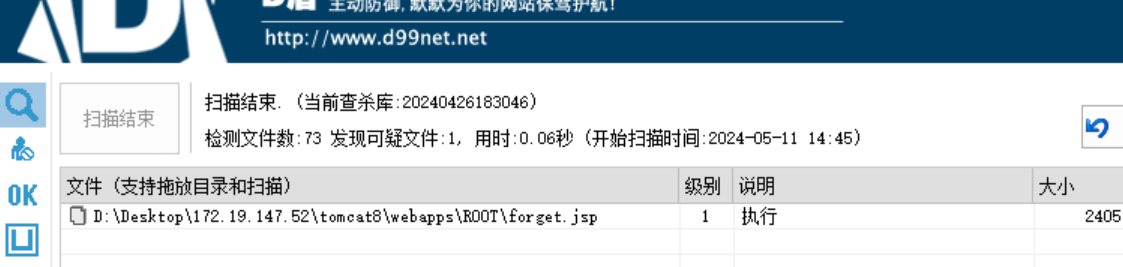 D盾 主动防御,默默为你的网站保驾护航!
http://www.d99net.net
扫描结束
扫描结束. (当前查杀库:20240426183046)
检测文件数:73 发现可疑文件:1, 用时:0.06秒 (开始扫描时间:2024-05-11 14:45)
OK
文件 (支持拖放目录和扫描) 级别 说明 大小
D:\Desktop\172.19.147.52\tomcat8\webapps\ROOT\forget.jsp 1 执行 2405